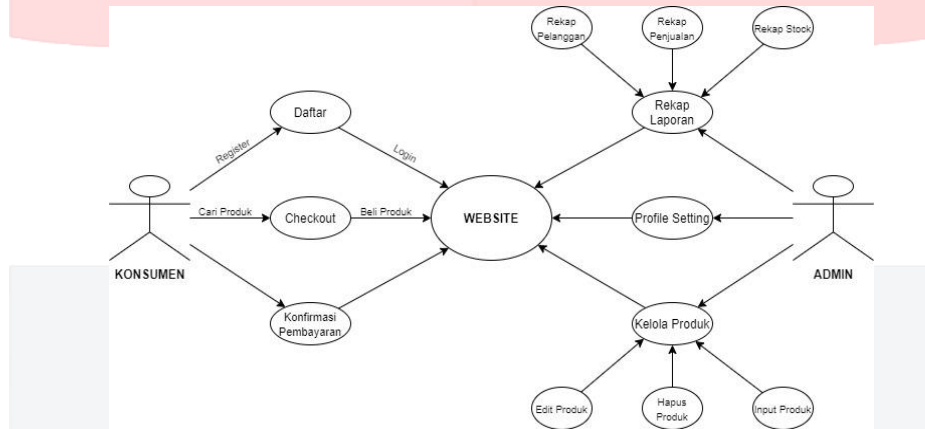 Rekap
Pelanggan
Rekap
Penjualan
Rekap Stock
Daftar
Rekap
Laporan
Register
Login
Cari Produk
Checkout
Beli Produk
WEBSITE
Profile Setting
KONSUMEN
ADMIN
Konfirmasi
Pembayaran
Kelola Produk
Edit Produk
Hapus
Produk
Input Produk